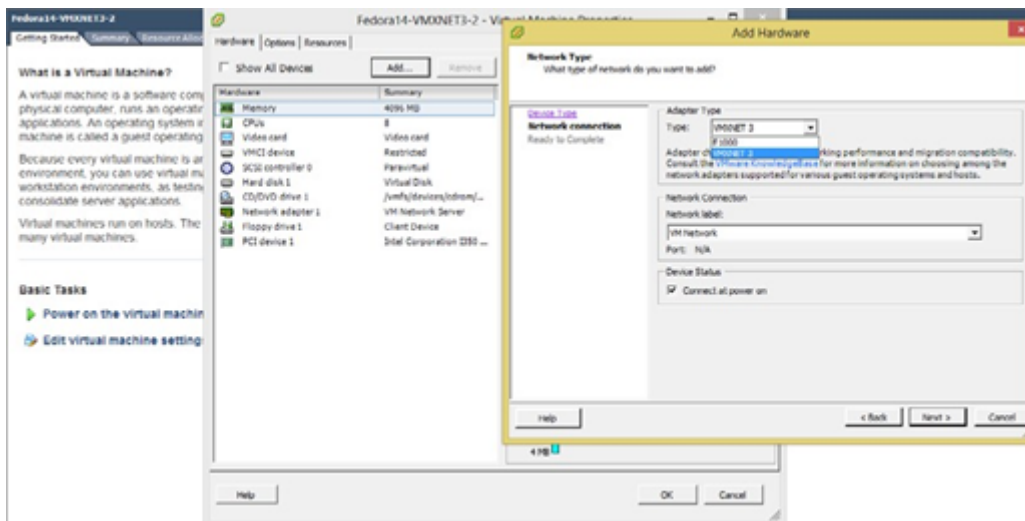 Fedora14-VMXNET3-2
Getting Started
Summary
Resource Alloc
What is a Virtual Machine?
A virtual machine is a software com
physical computer, runs an operatin
applications. An operating system i
machine is called a guest operating
Because every virtual machine is an
environment, you can use virtual ma
workstation environments, as testin
consolidate server applications.
Virtual machines run on hosts. The
many virtual machines.
Basic Tasks
Power on the virtual machin
Edit virtual machine setting
Fedora14-VMXNET3-2 - Virtual Machine Properties
Hardware
Options
Resources
Show All Devices
Add...
Remove
Hardware
Summary
Memory
4096 MB
CPUs
8
Video card
Video card
VMCI device
Restricted
SCSI controller 0
Paravirtual
Hard disk 1
Virtual Disk
CD/DVD drive 1
/vmfs/devices/cdrom/...
Network adapter 1
VM Network Server
Floppy drive 1
Client Device
PCI device 1
Intel Corporation I350 ...
4 MB
Help
OK
Cancel
Add Hardware
Network Type
What type of network do you want to add?
Device Type
Network connection
Ready to Complete
Adapter Type
Type:
VMXNET 3
E1000
VMXNET 3
Adapter ch
rking performance and migration compatibility.
Consult the VMware KnowledgeBase for more information on choosing among the
network adapters supported for various guest operating systems and hosts.
Network Connection
Network label:
VM Network
Port: N/A
Device Status
Connect at power on
Help
< Back
Next >
Cancel